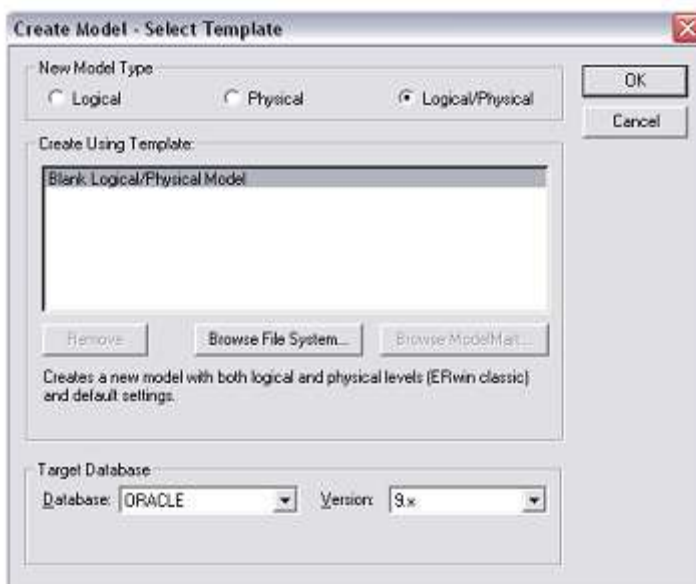 Create Model - Select Template
New Model Type
Logical
Physical
Logical/Physical
OK
Cancel
Create Using Template:
Blank Logical/Physical Model
Remove
Browse File System...
Browse ModelMart...
Creates a new model with both logical and physical levels (ERwin classic)
and default settings.
Target Database
Database: ORACLE
Version: 9.x